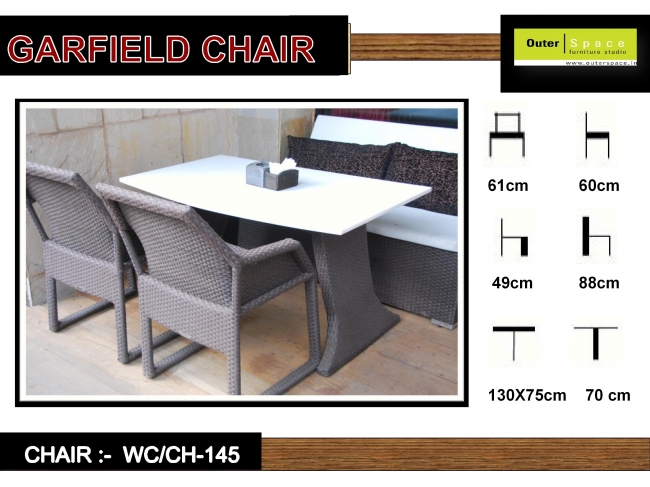 GARFIELD CHAIR
Outer Space
furniture studio
www.outerspace.in
61cm 60cm
49cm 88cm
130X75cm 70 cm
CHAIR :- WC/CH-145